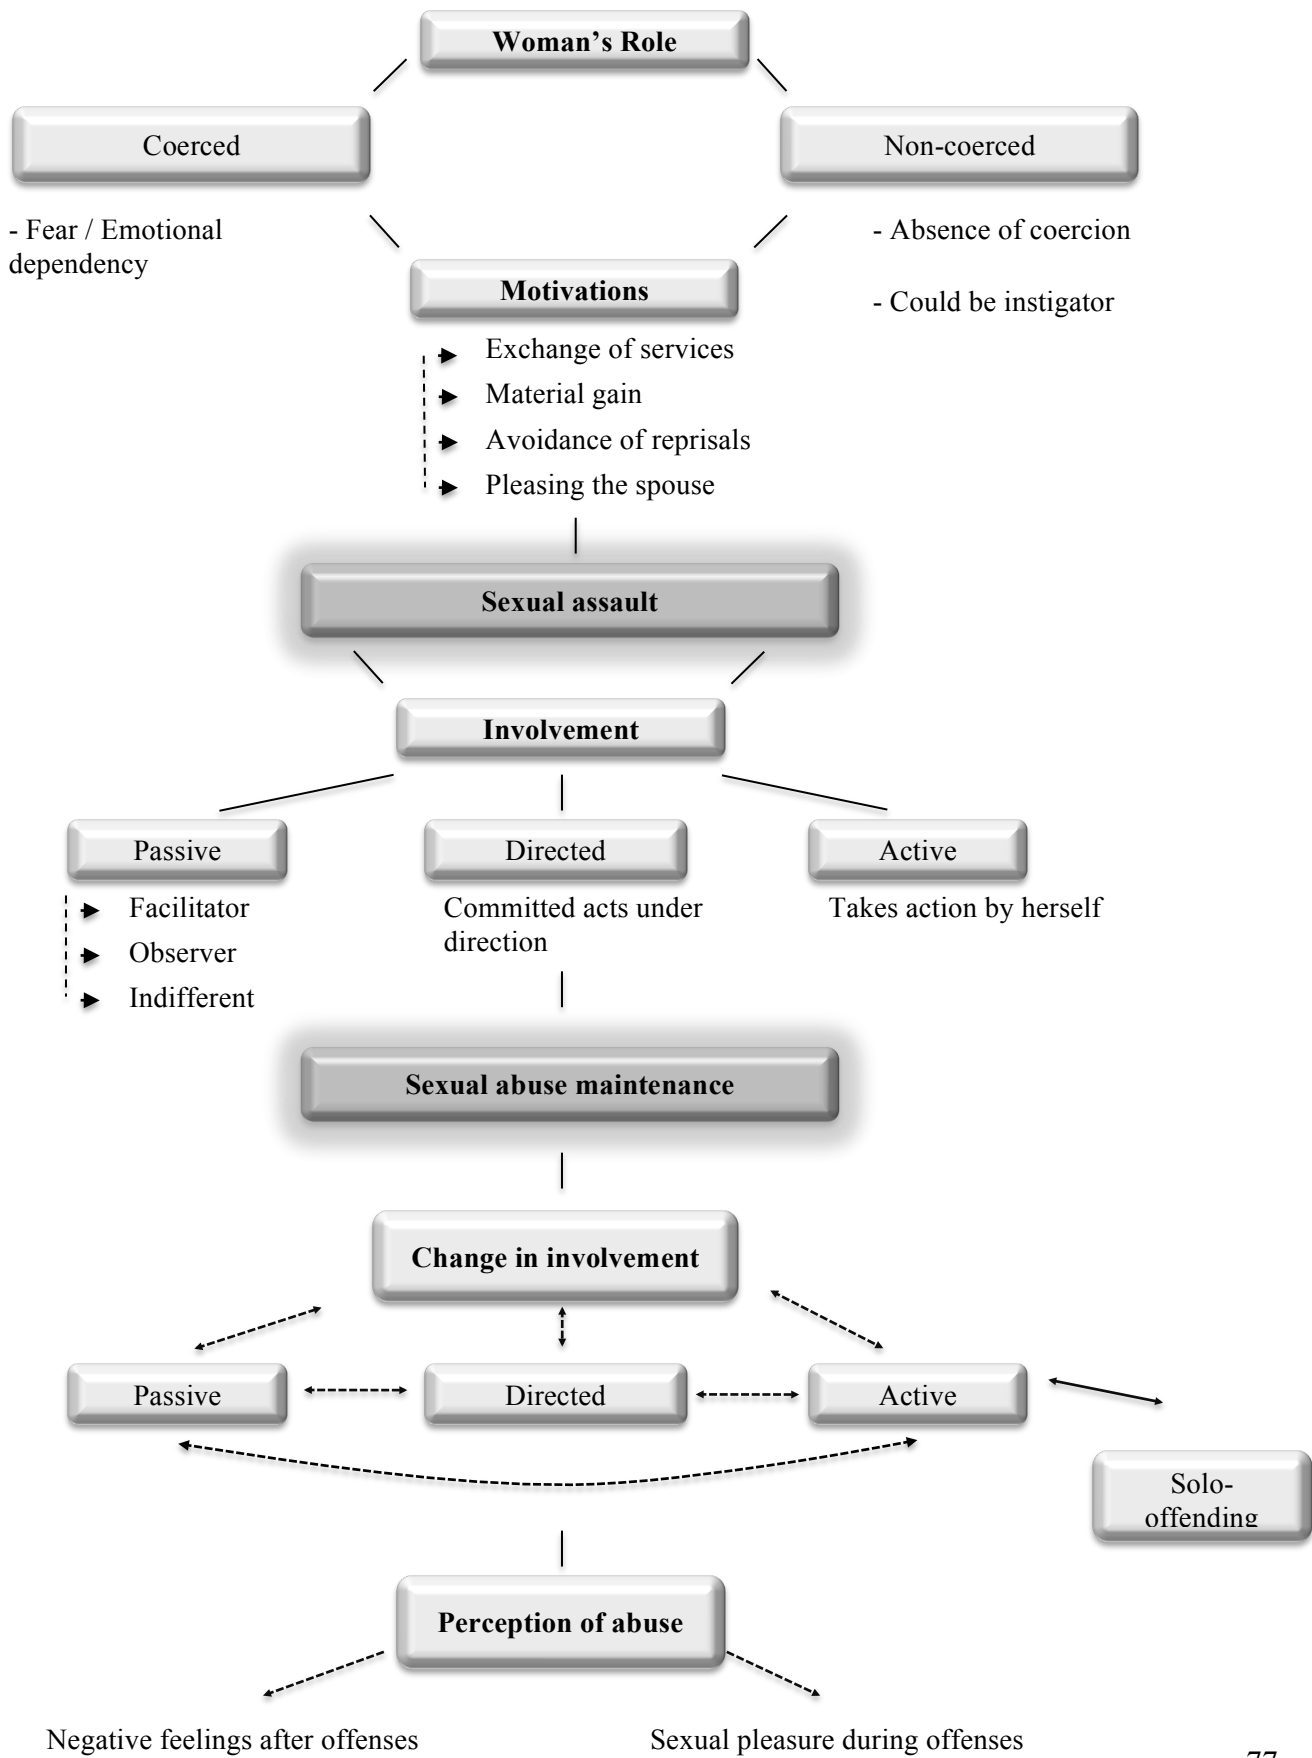 Woman's Role
Coerced
Non-coerced
- Fear / Emotional
dependency
- Absence of coercion
- Could be instigator
Motivations
Exchange of services
Material gain
Avoidance of reprisals
Pleasing the spouse
Sexual assault
Involvement
Passive
Directed
Active
Facilitator
Observer
Indifferent
Committed acts under
direction
Takes action by herself
Sexual abuse maintenance
Change in involvement
Passive
Directed
Active
Solo-
offending
Perception of abuse
Negative feelings after offenses
Sexual pleasure during offenses
77